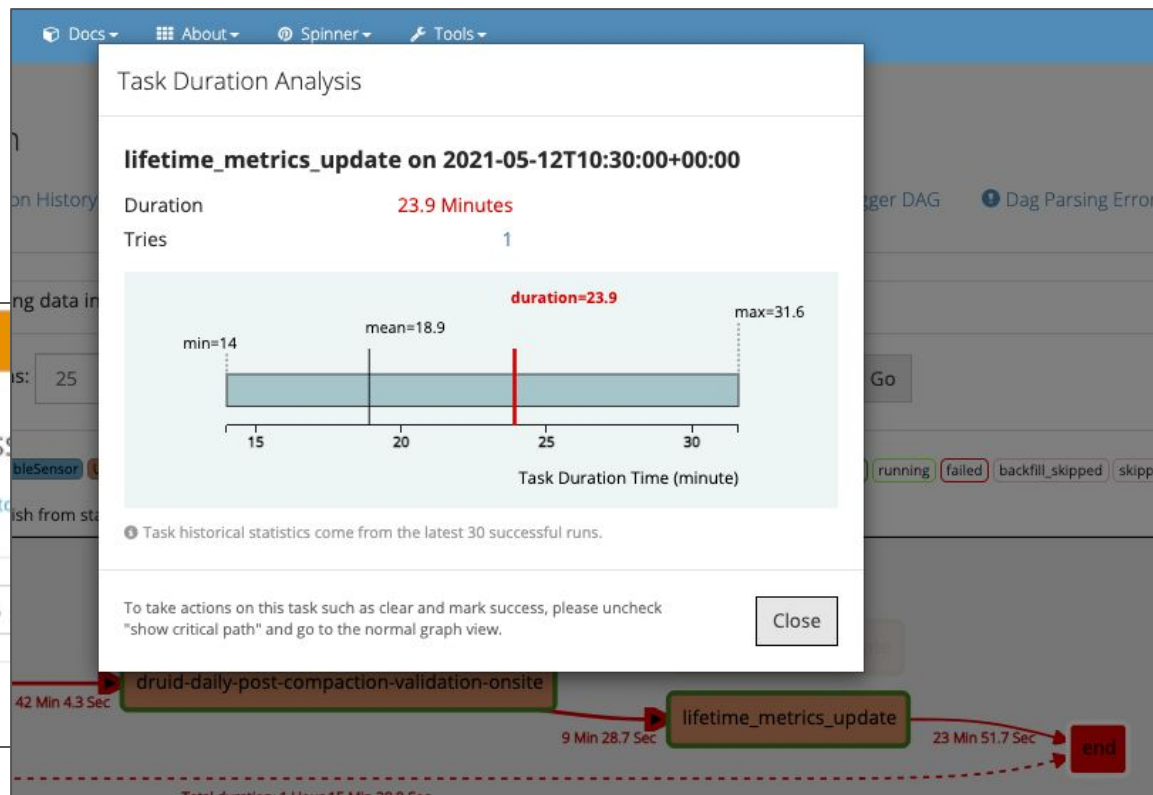 Docs About Spinner Tools
Task Duration Analysis
lifetime_metrics_update on 2021-05-12T10:30:00+00:00
on History
gger DAG Dag Parsing Error
Duration 23.9 Minutes
Tries 1
ng data in
duration=23.9
max=31.6
mean=18.9
min=14
s: 25
Go
15 20 25 30
bleSensor
running failed backfill_skipped skipp
Task Duration Time (minute)
ish from sta
Task historical statistics come from the latest 30 successful runs.
To take actions on this task such as clear and mark success, please uncheck
"show critical path" and go to the normal graph view.
Close
druid-daily-post-compaction-validation-onsite
42 Min 4.3 Sec
lifetime_metrics_update
9 Min 28.7 Sec
23 Min 51.7 Sec
end